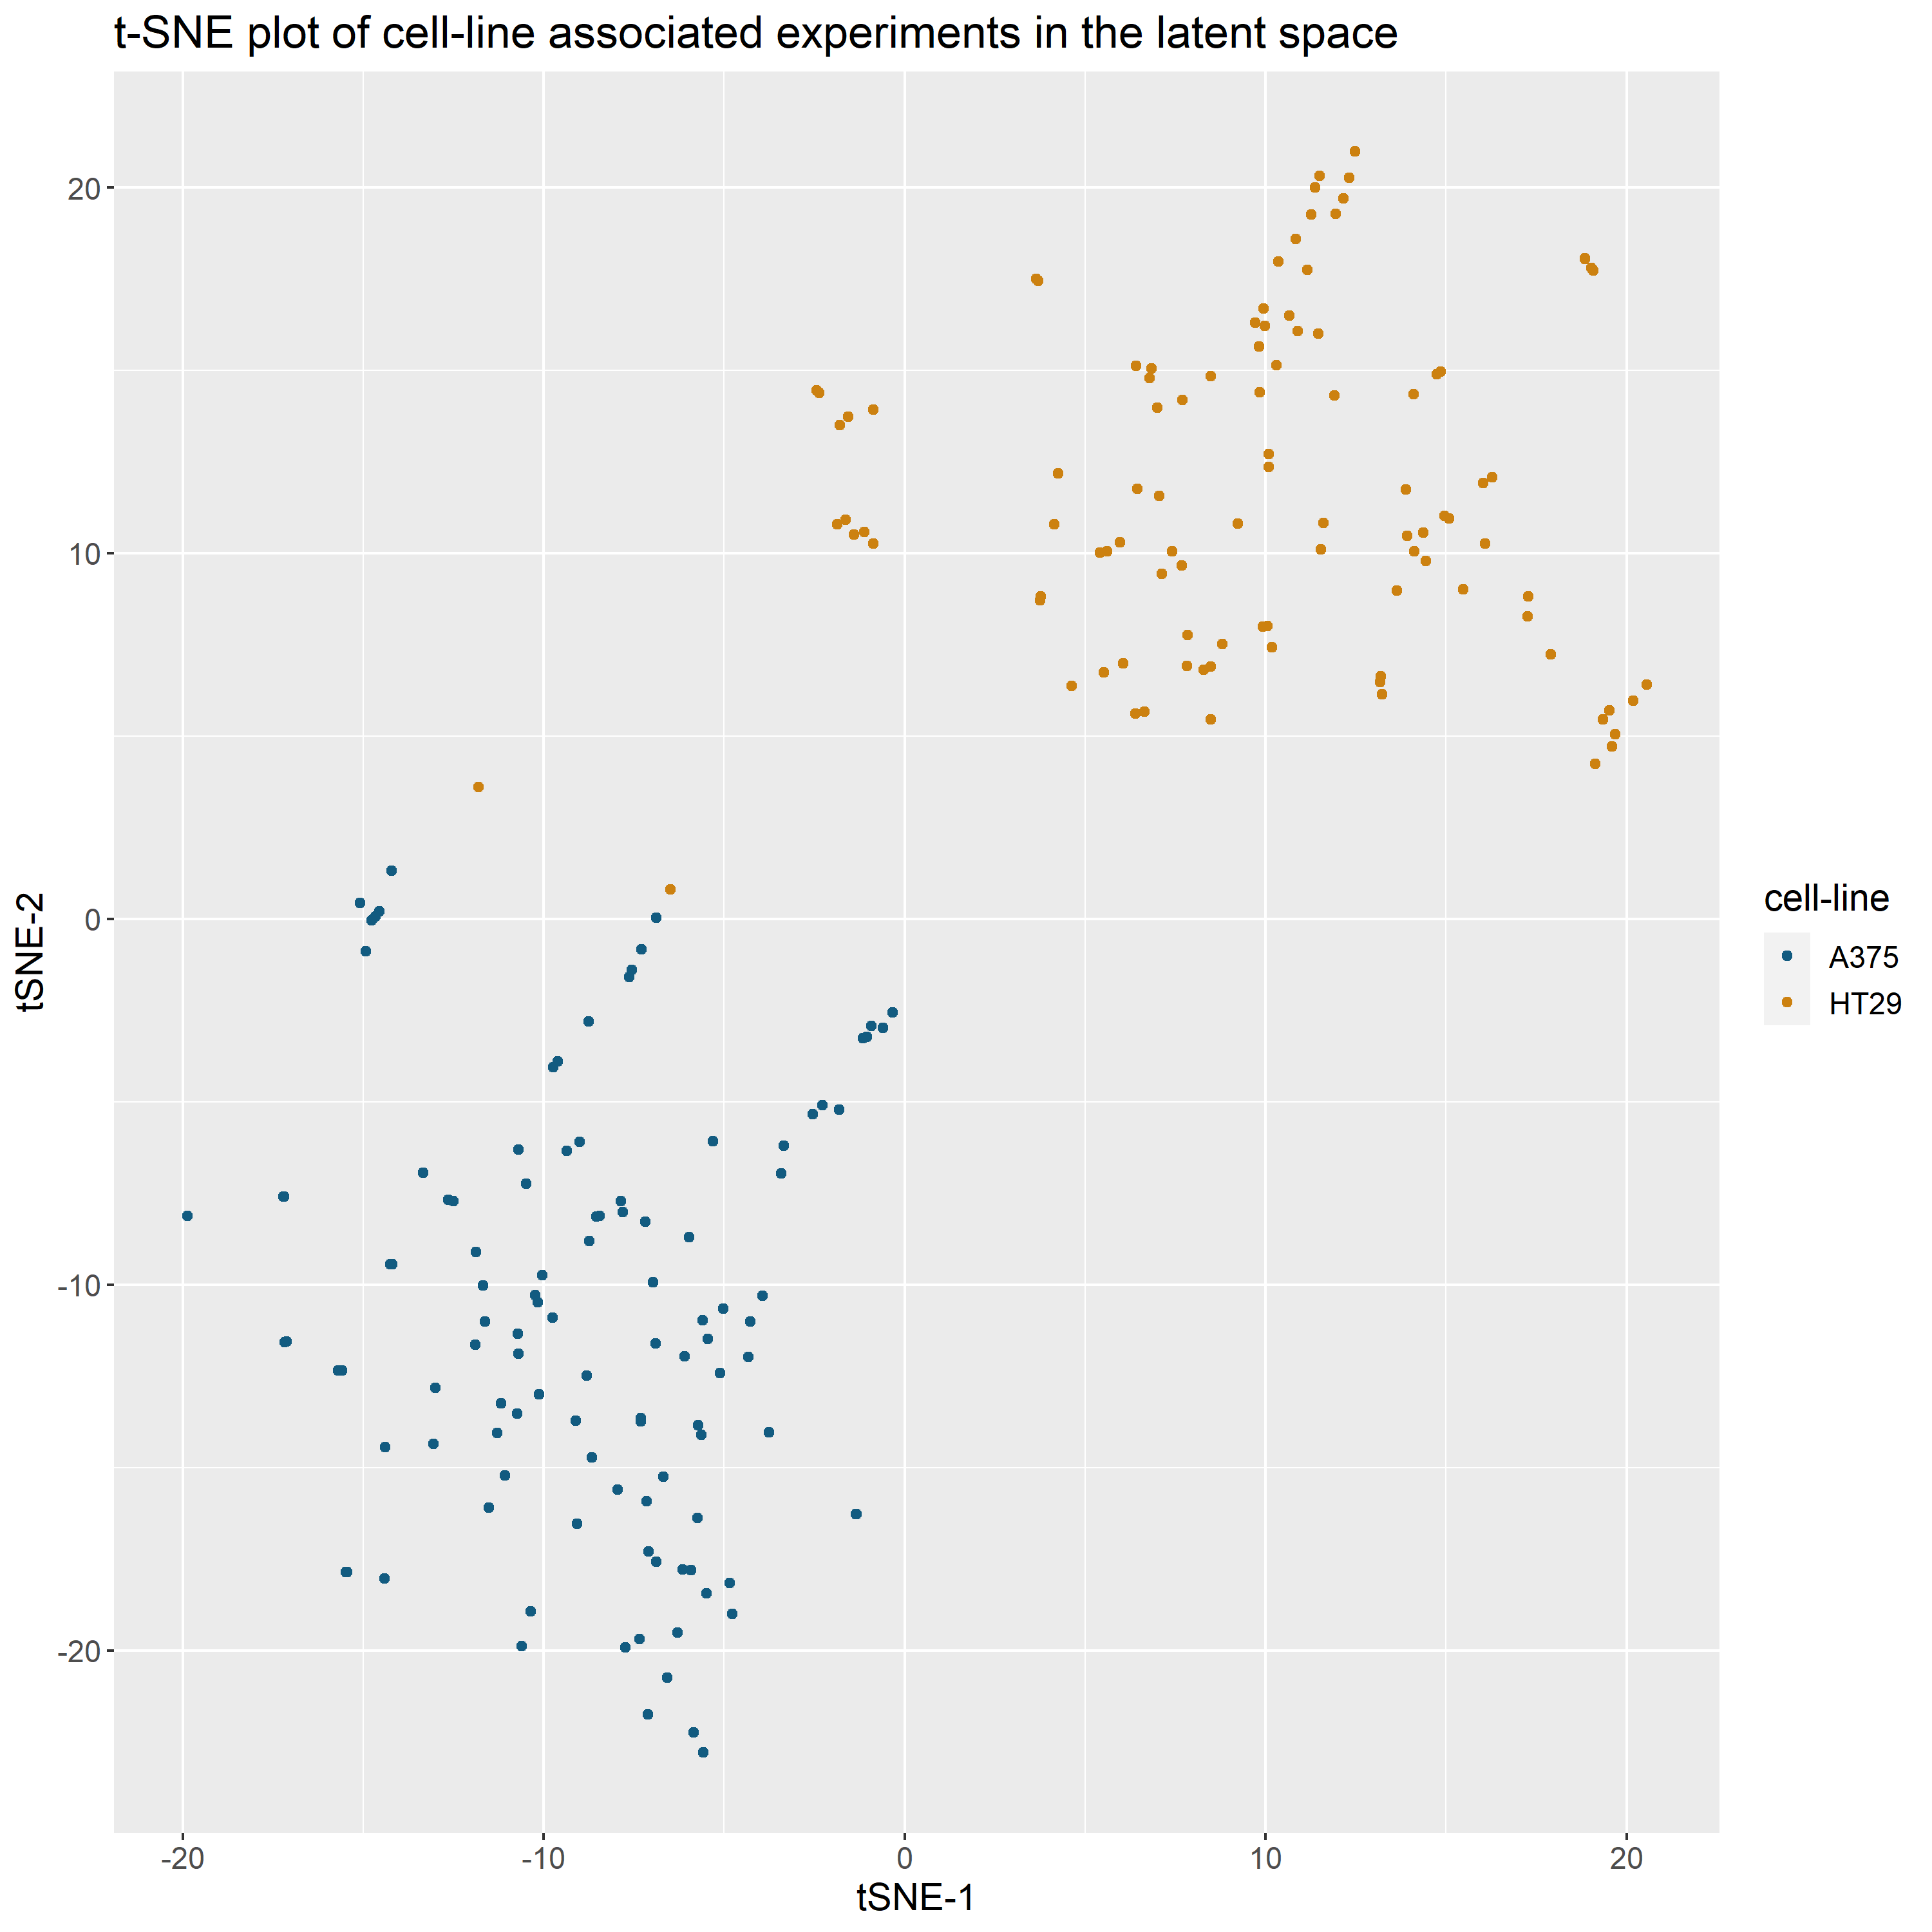 t-SNE plot of cell-line associated experiments in the latent space
20
10
0
-10
-20
tSNE-2
-20
-10
0
10
20
tSNE-1
cell-line
A375
HT29